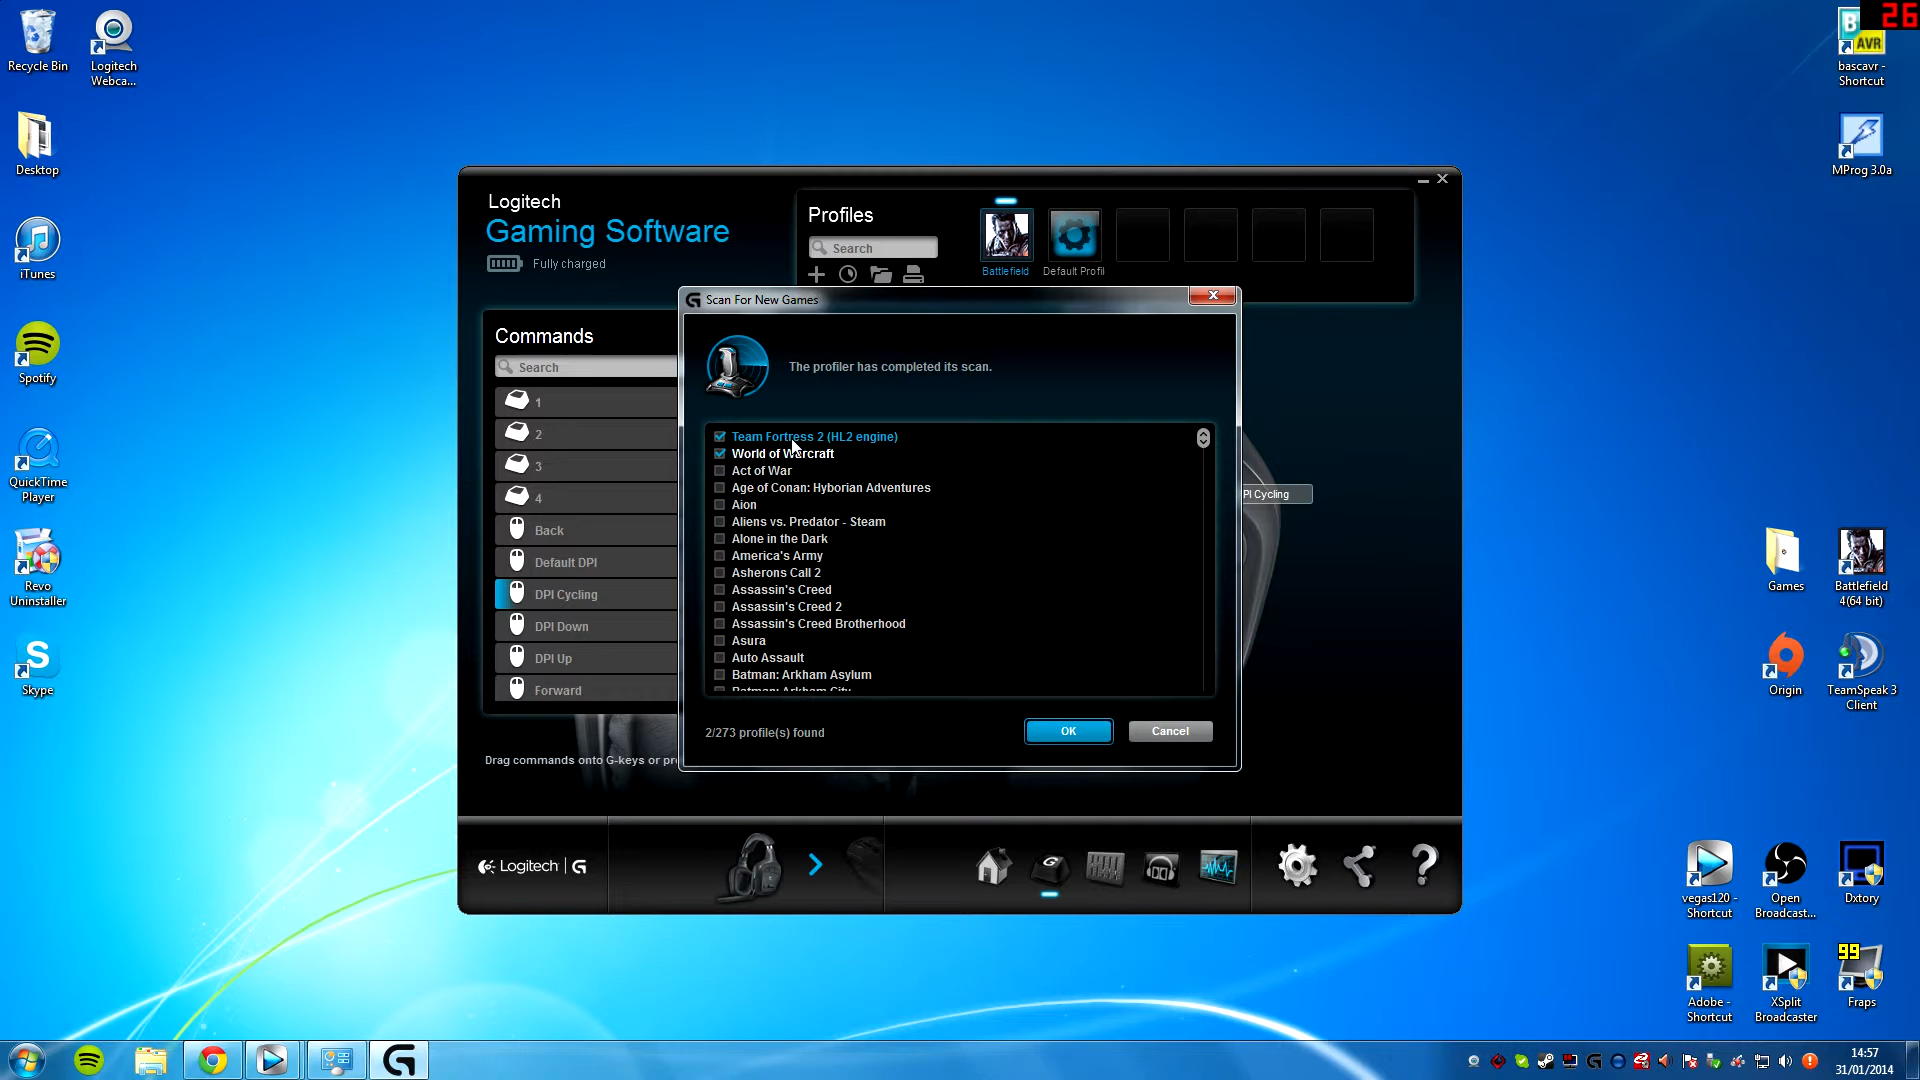 Recycle Bin
Logitech
Webca...
Desktop
iTunes
Spotify
QuickTime
Player
Revo
Uninstaller
Skype
26
B
AVR
bascavr -
Shortcut
MProg 3.0a
Games
Battlefield
4(64 bit)
Origin
TeamSpeak 3
Client
vegas120 -
Shortcut
Open
Broadcast...
Dxtory
Adobe -
Shortcut
XSplit
Broadcaster
99
Fraps
Logitech
Gaming Software
Fully charged
Profiles
Search
Battlefield
Default Profil
Commands
Search
1
2
3
4
Back
Default DPI
DPI Cycling
DPI Down
DPI Up
Forward
Drag commands onto G-keys or pr
PI Cycling
Scan For New Games
The profiler has completed its scan.
Team Fortress 2 (HL2 engine)
World of Warcraft
Act of War
Age of Conan: Hyborian Adventures
Aion
Aliens vs. Predator - Steam
Alone in the Dark
America's Army
Asherons Call 2
Assassin's Creed
Assassin's Creed 2
Assassin's Creed Brotherhood
Asura
Auto Assault
Batman: Arkham Asylum
Batman: Arkham City
2/273 profile(s) found
OK
Cancel
Logitech | G
14:57
31/01/2014